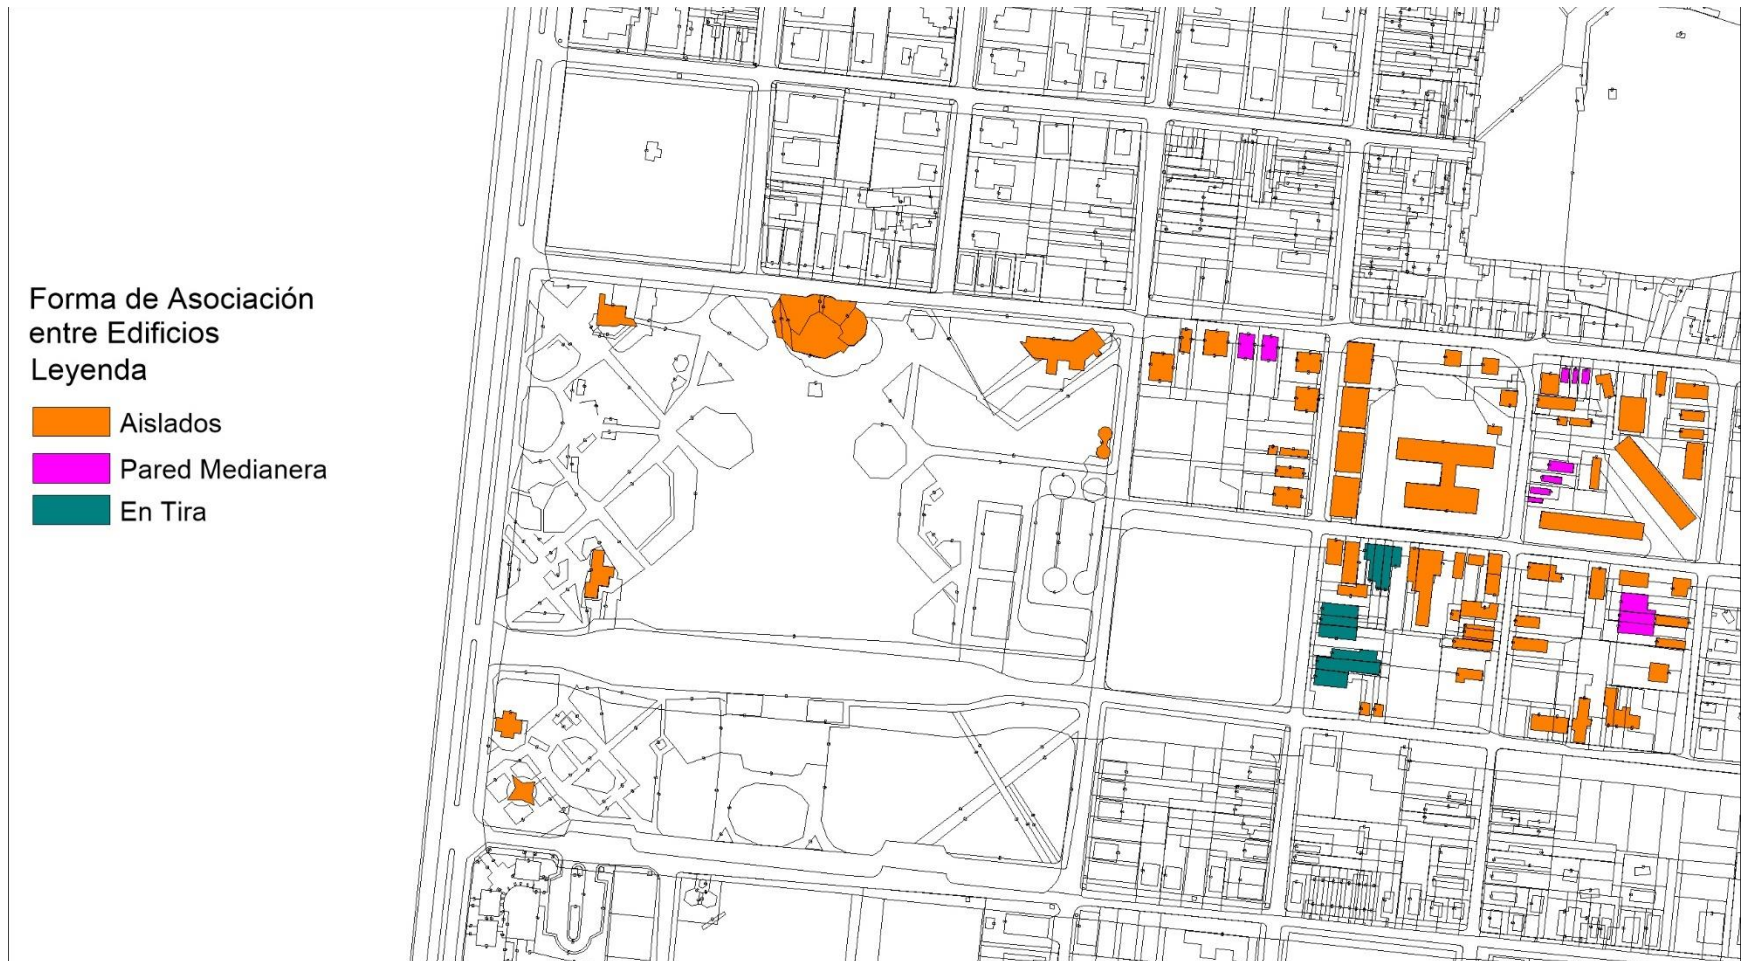 Forma de Asociación
entre Edificios
Leyenda
Aislados
Pared Medianera
En Tira